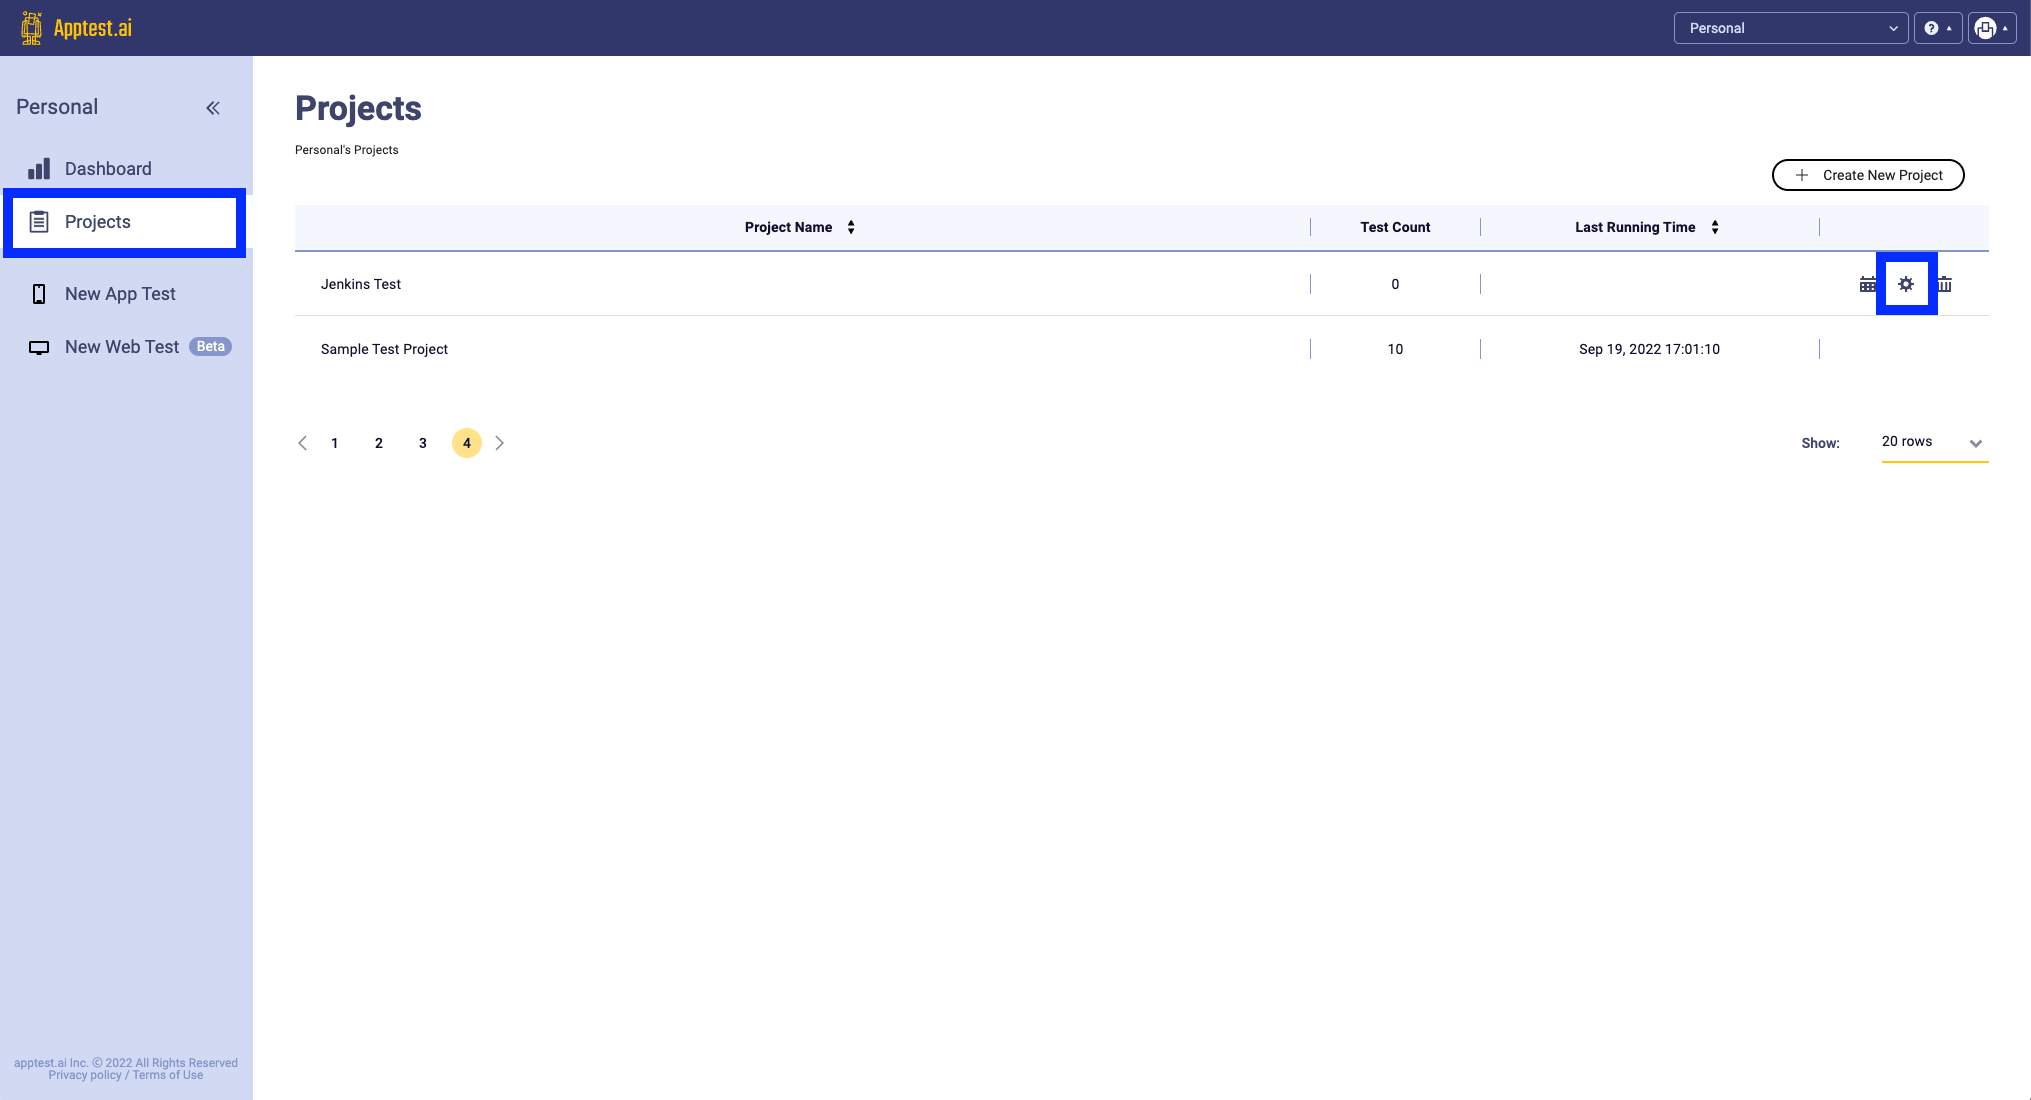 Apptest.ai
Personal
?
Personal
Dashboard
Projects
New App Test
New Web Test Beta
Projects
Personal's Projects
+ Create New Project
Project Name Test Count Last Running Time
Jenkins Test 0
Sample Test Project 10 Sep 19, 2022 17:01:10
1 2 3 4
Show: 20 rows
apptest.ai Inc. © 2022 All Rights Reserved
Privacy policy / Terms of Use